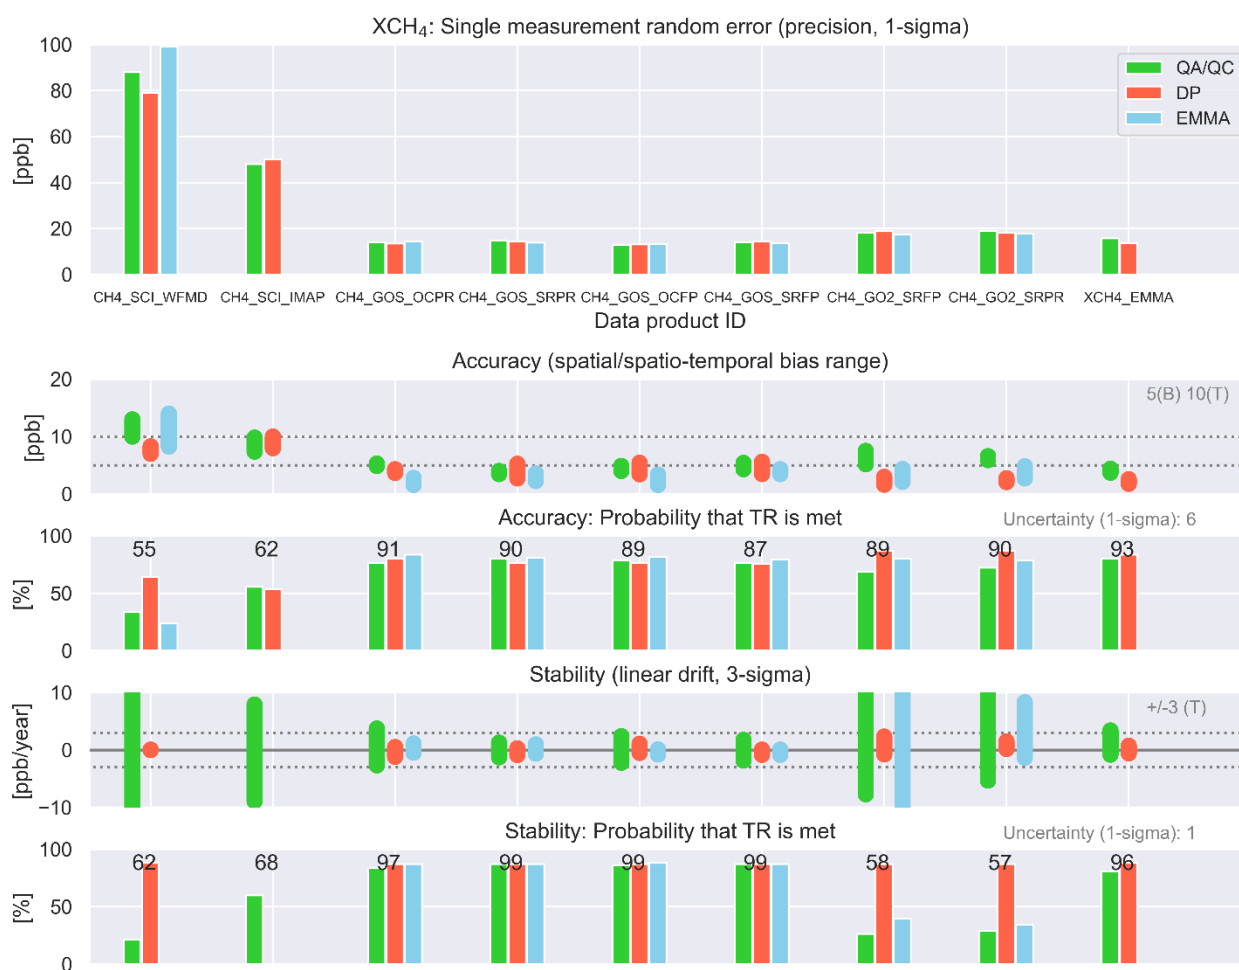 XCH4: Single measurement random error (precision, 1-sigma)
100
80
60
40
20
0
[ppb]
QA/QC
DP
EMMA
CH4_SCI_WFMD CH4_SCI_IMAP CH4_GOS_OCPR CH4_GOS_SRPR CH4_GOS_OCFP CH4_GOS_SRFP CH4_GO2_SRFP CH4_GO2_SRPR XCH4_EMMA
Data product ID
Accuracy (spatial/spatio-temporal bias range)
20
10
0
[ppb]
5(B) 10(T)
Accuracy: Probability that TR is met
Uncertainty (1-sigma): 6
100
50
0
[%]
55 62 91 90 89 87 89 90 93
Stability (linear drift, 3-sigma)
10
0
−10
[ppb/year]
+/-3 (T)
Stability: Probability that TR is met
Uncertainty (1-sigma): 1
100
50
0
[%]
62 68 97 99 99 99 58 57 96